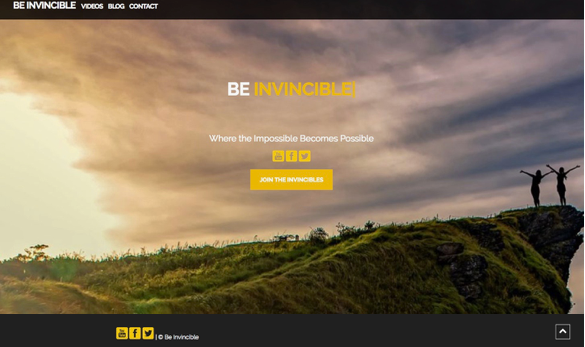 BE INVINCIBLE VIDEOS BLOG CONTACT
BE INVINCIBLE!
Where the Impossible Becomes Possible
JOIN THE INVINCIBLES
| © Be Invincible